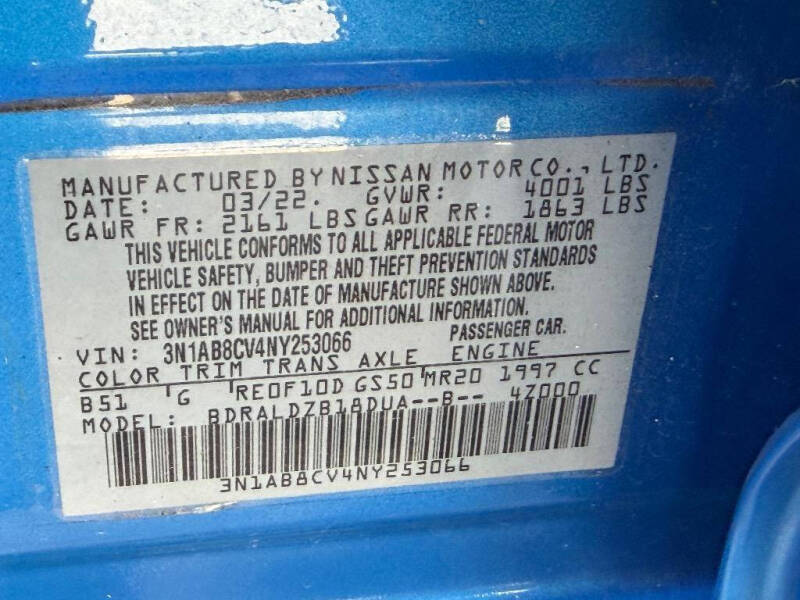 MANUFACTURED BY NISSAN MOTOR CO., LTD.
DATE: 03/22. GVWR: 4001 LBS
GAWR FR: 2161 LBS GAWR RR: 1863 LBS
THIS VEHICLE CONFORMS TO ALL APPLICABLE FEDERAL MOTOR
VEHICLE SAFETY, BUMPER AND THEFT PREVENTION STANDARDS
IN EFFECT ON THE DATE OF MANUFACTURE SHOWN ABOVE.
SEE OWNER'S MANUAL FOR ADDITIONAL INFORMATION.
VIN: 3N1AB8CV4NY253066 PASSENGER CAR.
COLOR TRIM TRANS AXLE ENGINE
B51 G RE0F10D GS50 MR20 1997 CC
MODEL: BDRALDZB18DUA--B-- 4Z000
3N1AB8CV4NY253066